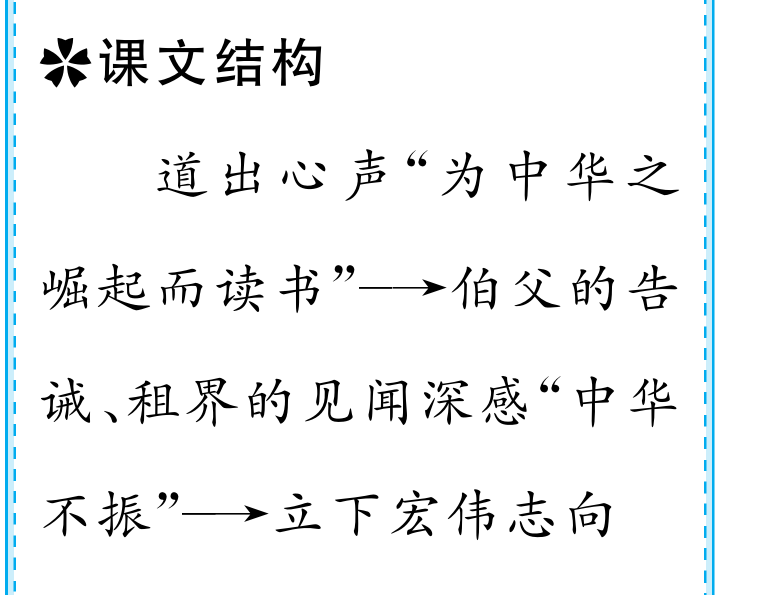 课文结构
道出心声“为中华之
崛起而读书”→伯父的告
诫、租界的见闻深感“中华
不振”→立下宏伟志向